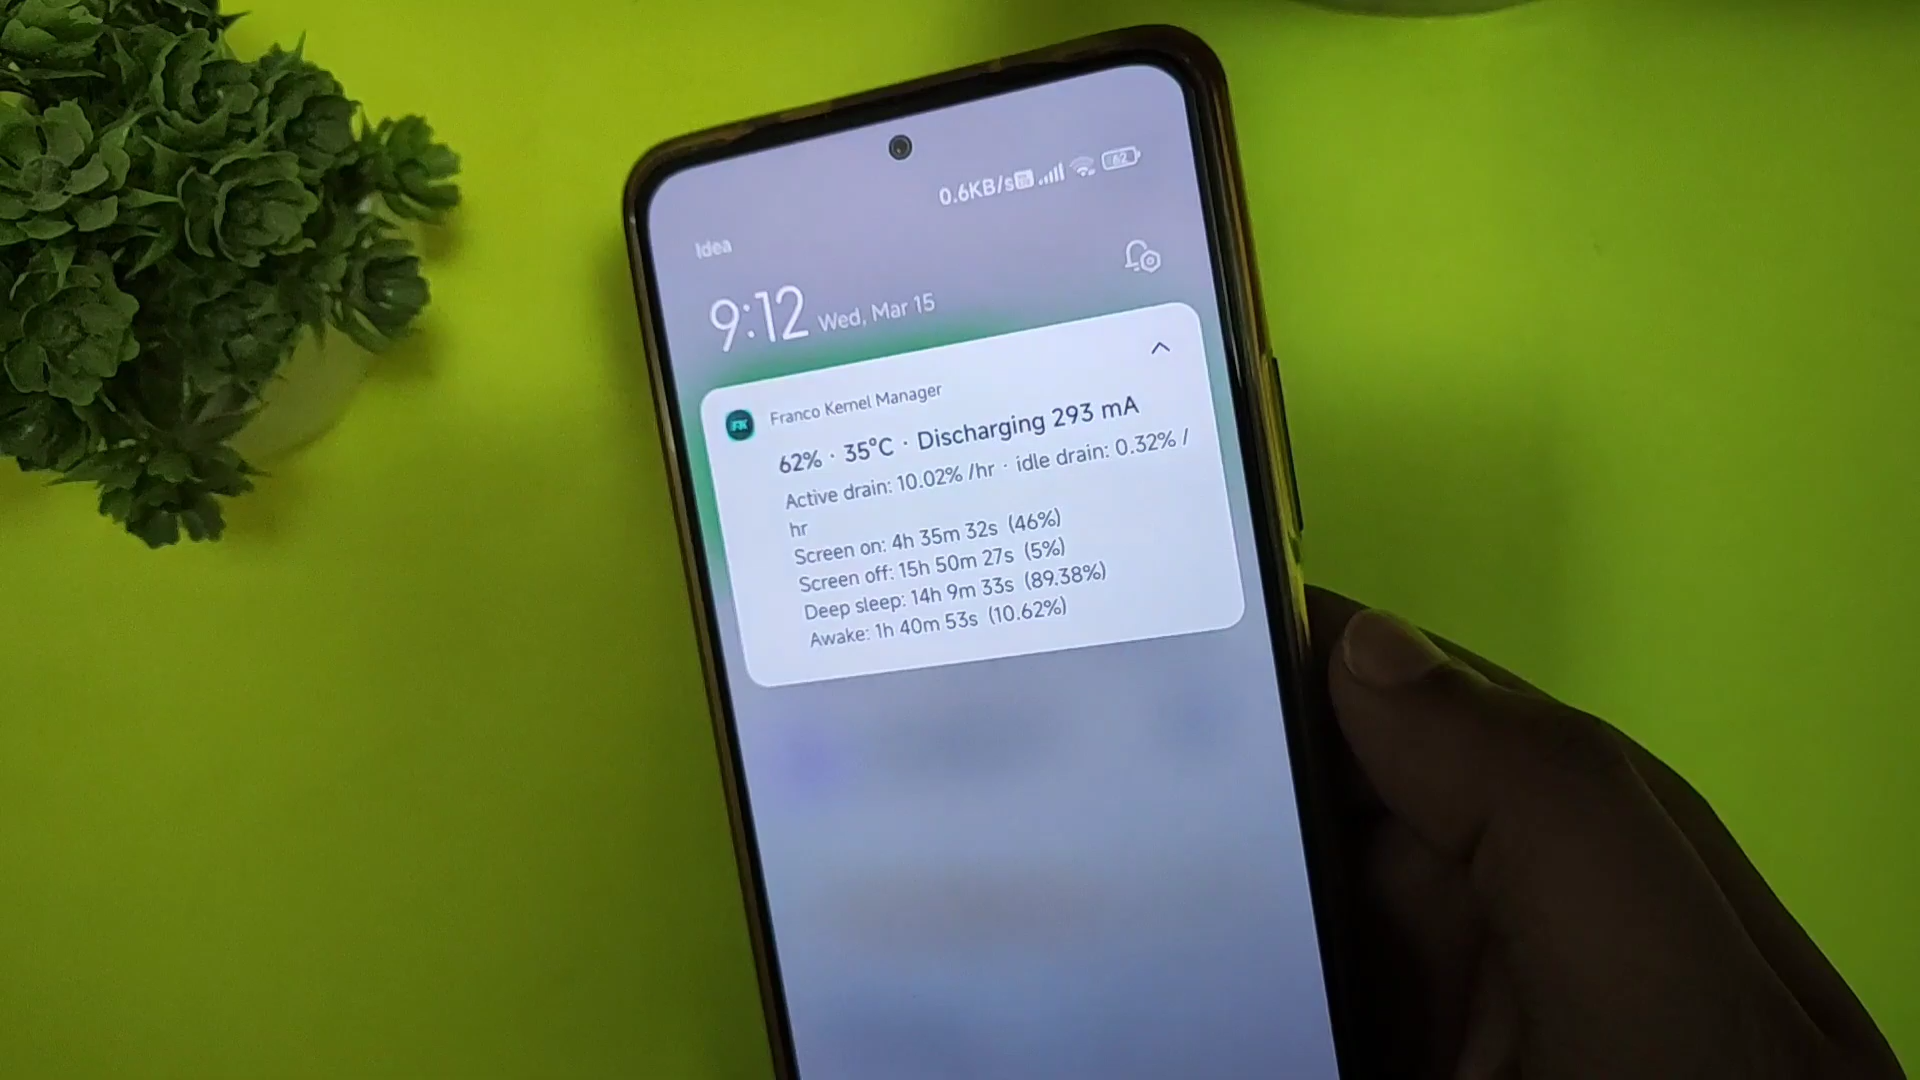 0.6KB/s 62
Idea
9:12 Wed, Mar 15
FK Franco Kernel Manager
62% · 35°C · Discharging 293 mA
Active drain: 10.02% /hr · idle drain: 0.32% /
hr
Screen on: 4h 35m 32s (46%)
Screen off: 15h 50m 27s (5%)
Deep sleep: 14h 9m 33s (89.38%)
Awake: 1h 40m 53s (10.62%)